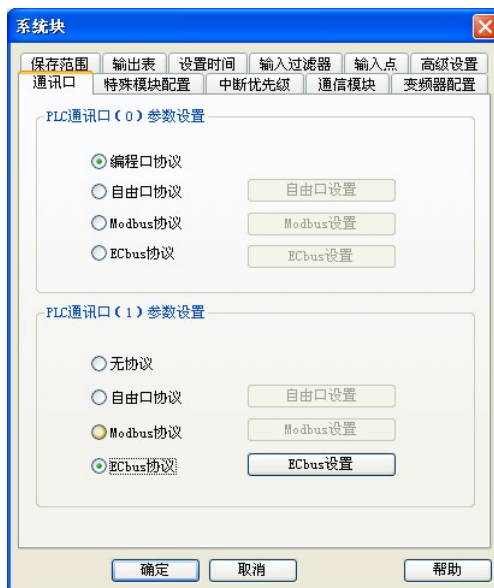 系统块
保存范围 输出表 设置时间 输入过滤器 输入点 高级设置
通讯口 特殊模块配置 中断优先级 通信模块 变频器配置
PLC通讯口(0)参数设置
编程口协议
自由口协议 自由口设置
Modbus协议 Modbus设置
ECbus协议 ECbus设置
PLC通讯口(1)参数设置
无协议
自由口协议 自由口设置
Modbus协议 Modbus设置
ECbus协议 ECbus设置
确定 取消 帮助